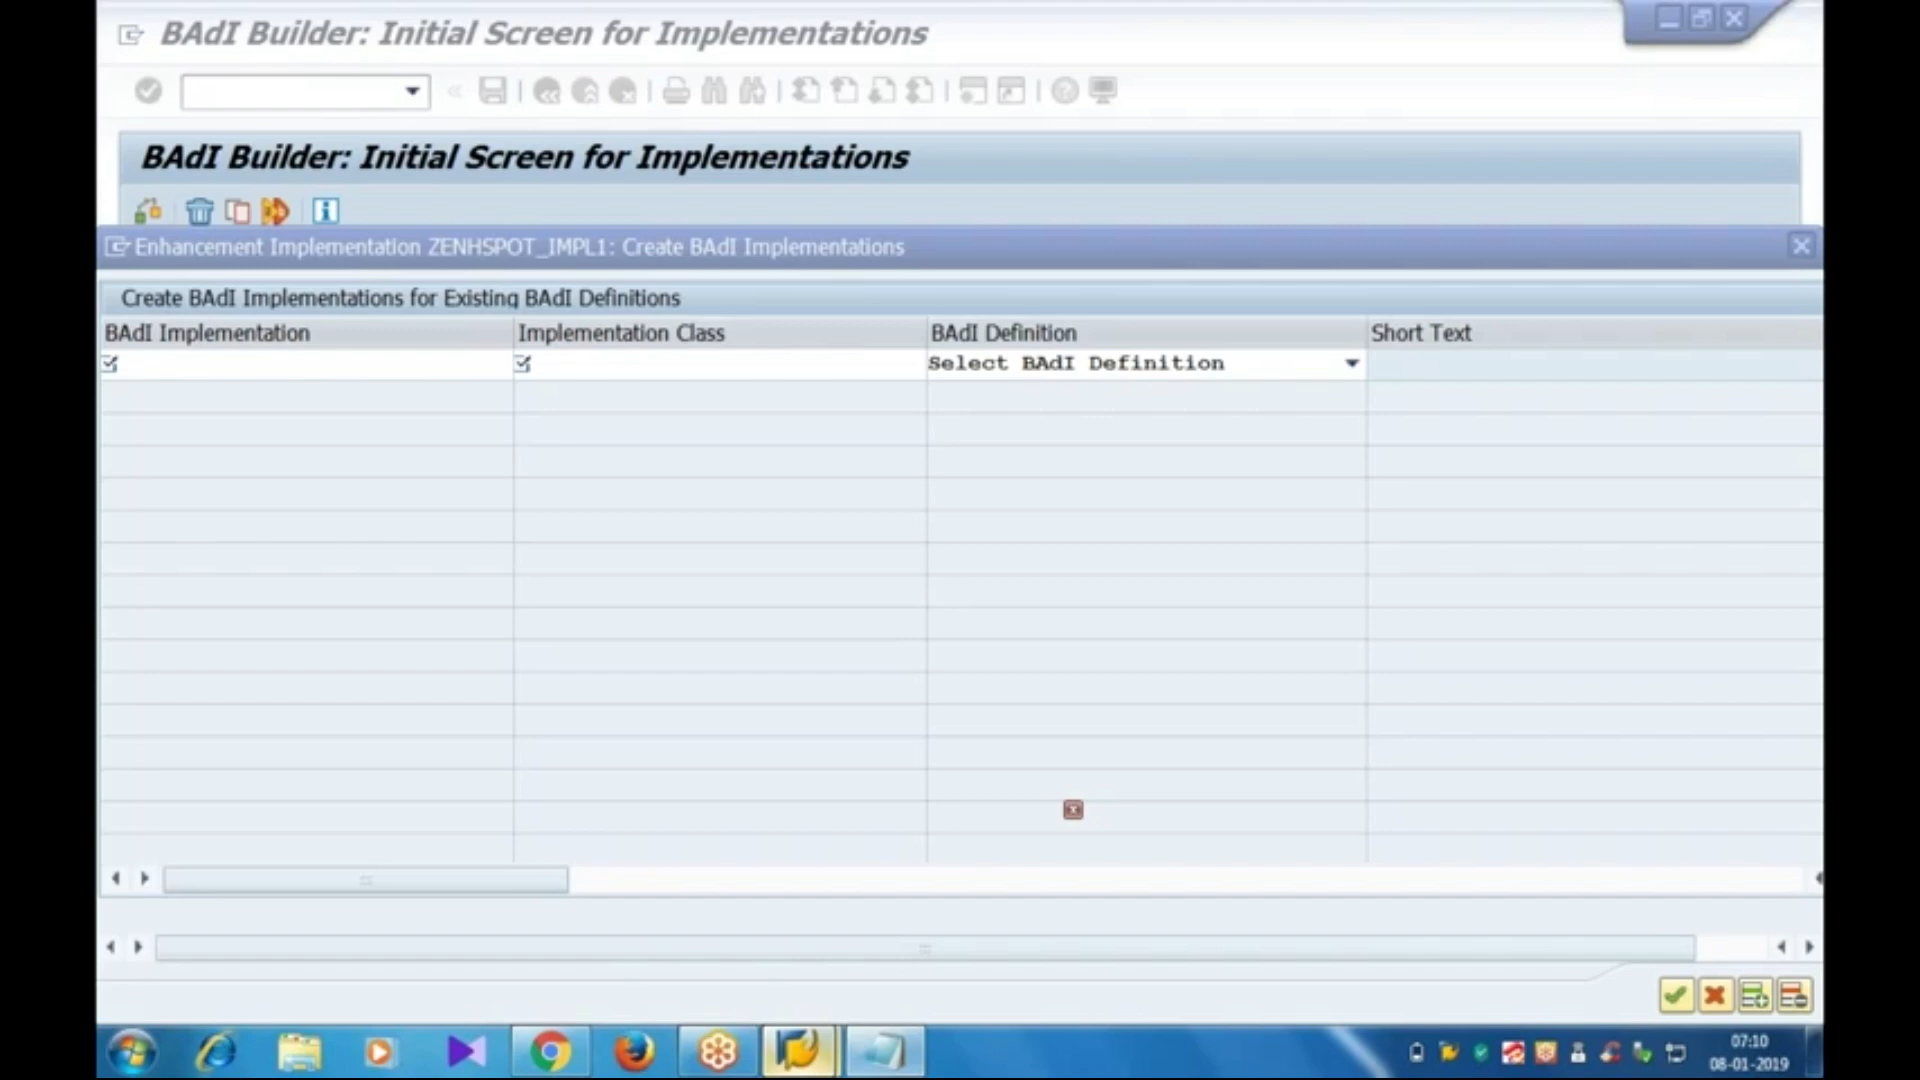 BAdI Builder: Initial Screen for Implementations
BAdI Builder: Initial Screen for Implementations
Enhancement Implementation ZENHSPOT_IMPL1: Create BAdI Implementations
Create BAdI Implementations for Existing BAdI Definitions
BAdI Implementation Implementation Class BAdI Definition Short Text
Select BAdI Definition
07:10
08-01-2019